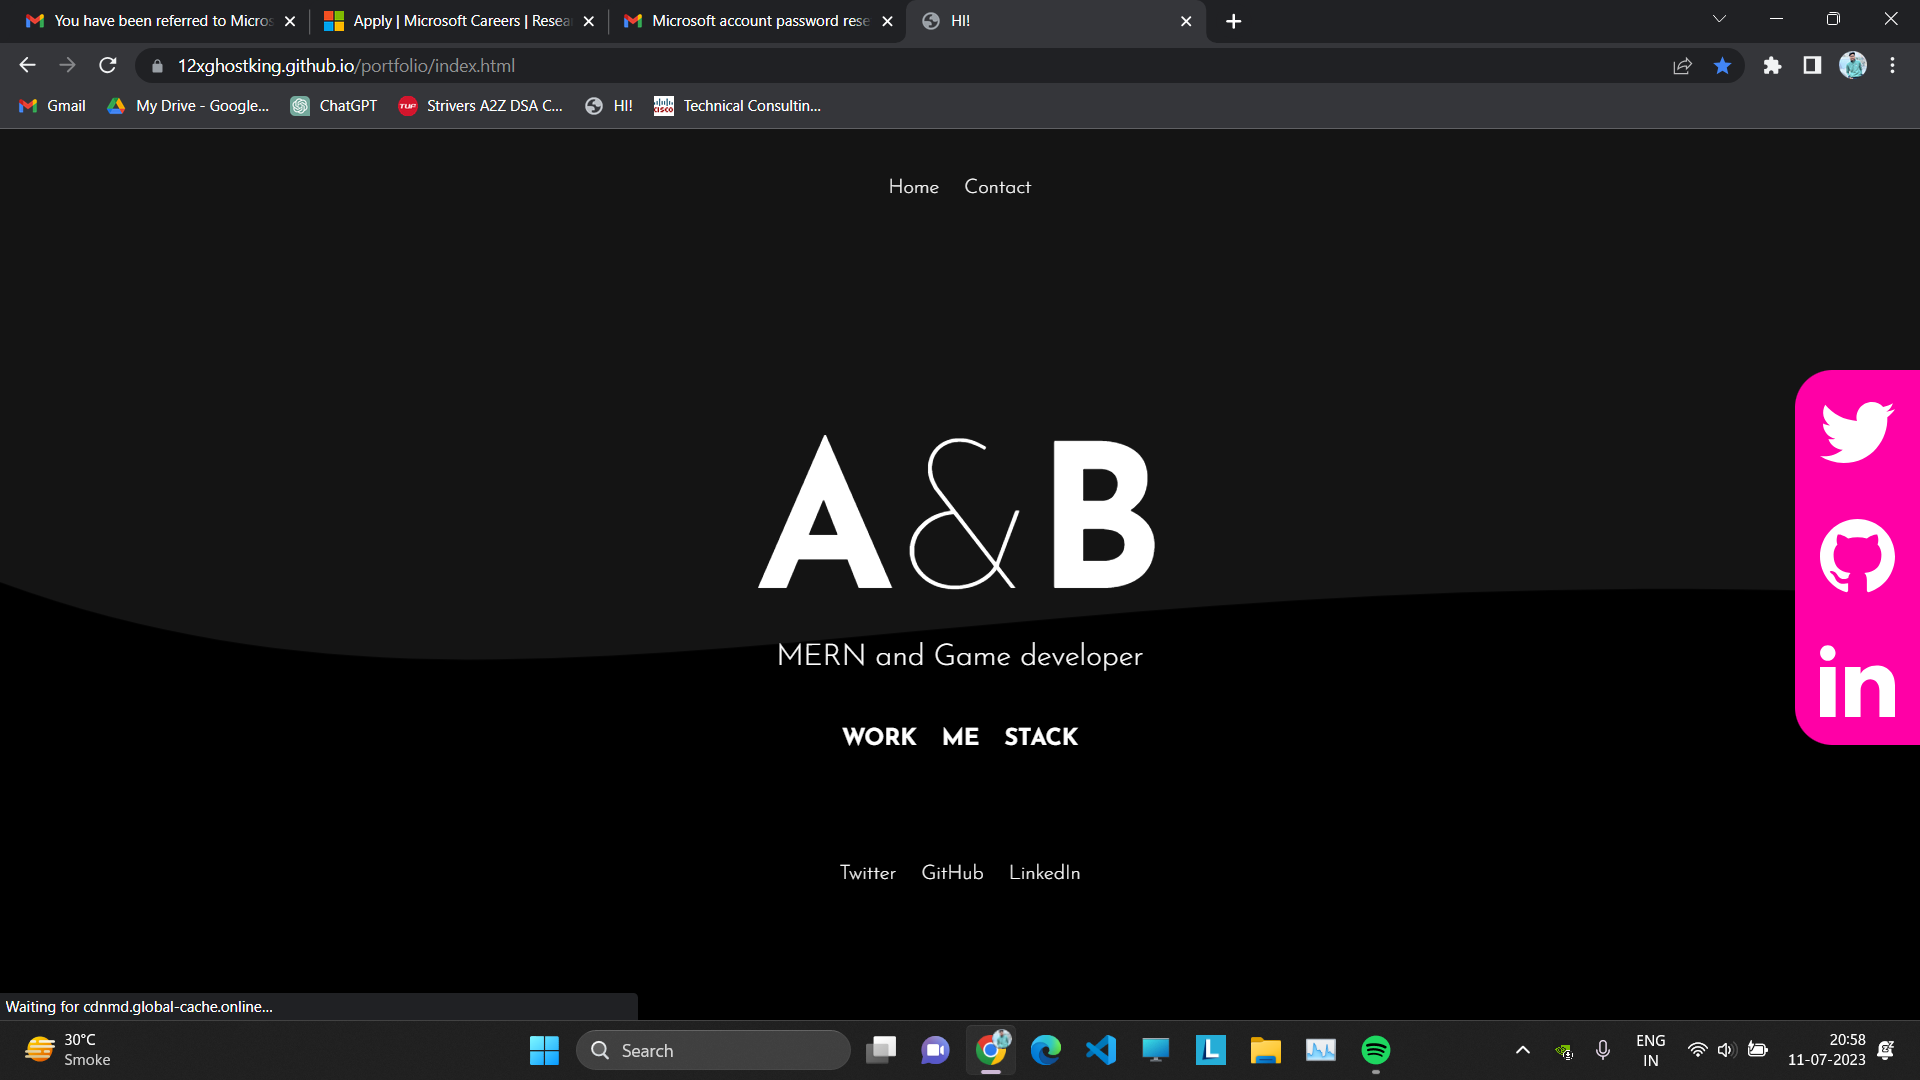 You have been referred to Micros
Apply | Microsoft Careers | Resea
Microsoft account password rese
HI!
12xghostking.github.io/portfolio/index.html
Gmail
My Drive - Google...
ChatGPT
TUF
Strivers A2Z DSA C...
HI!
CISCO
Technical Consultin...
Home Contact
A & B
MERN and Game developer
WORK ME STACK
in
Twitter GitHub LinkedIn
Waiting for cdnmd.global-cache.online...
30°C
Smoke
Search
L
ENG
IN
20:58
11-07-2023